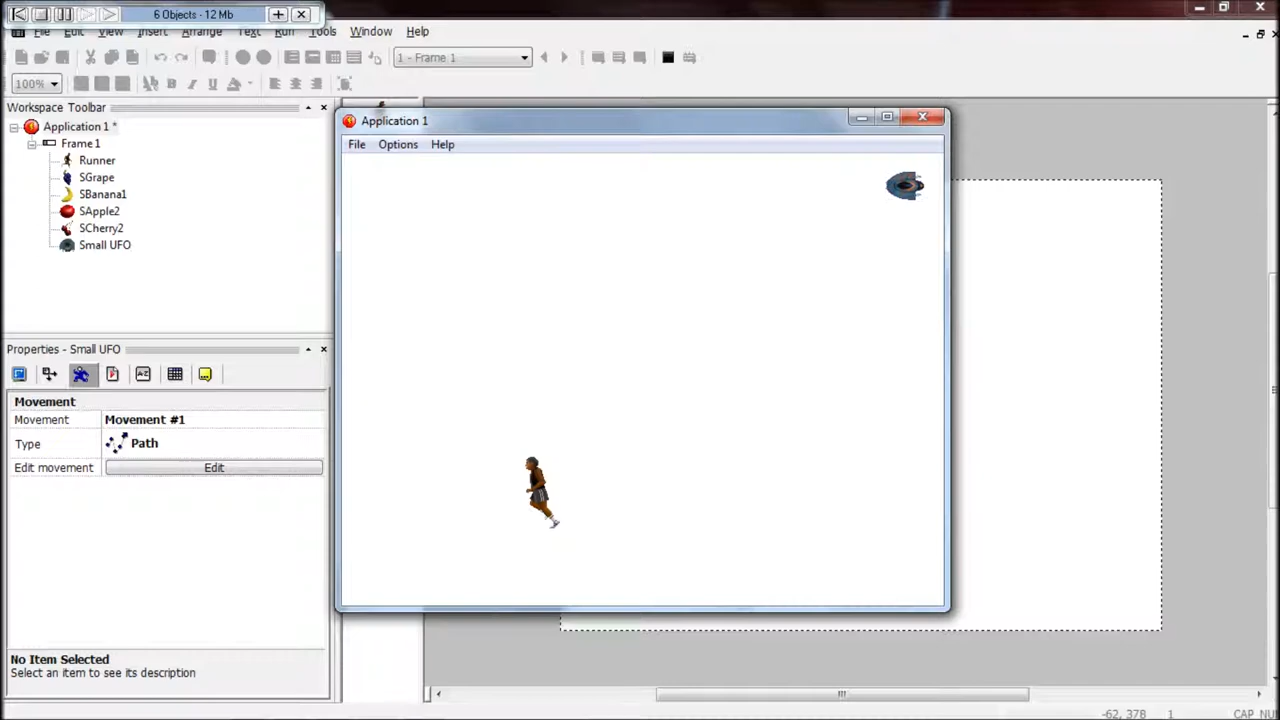 6 Objects - 12 Mb
File Edit View Insert Arrange Text Run Tools Window Help
1 - Frame 1
100%
Workspace Toolbar
Application 1 *
Frame 1
Runner
SGrape
SBanana1
SApple2
SCherry2
Small UFO
Application 1
File Options Help
Properties - Small UFO
Movement
Movement Movement #1
Type Path
Edit movement Edit
No Item Selected
Select an item to see its description
-62, 378 1 CAP NU